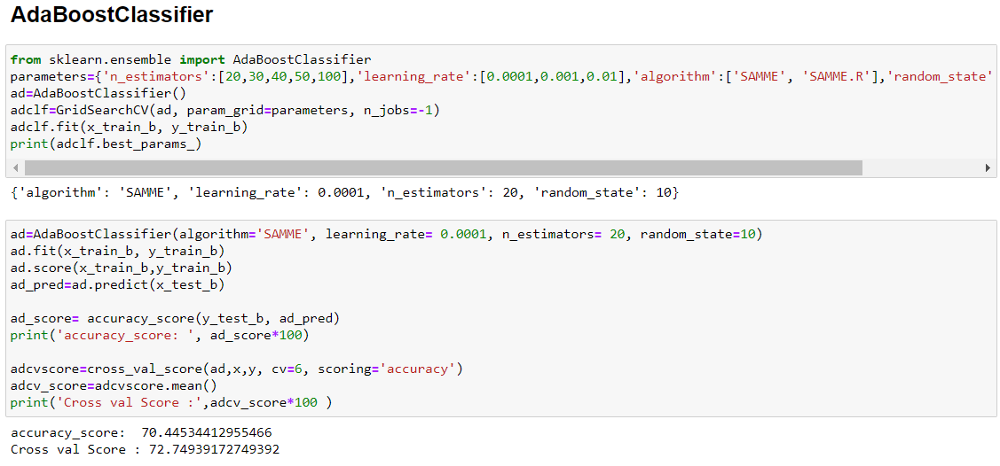 AdaBoostClassifier
from sklearn.ensemble import AdaBoostClassifier
parameters={'n_estimators':[20,30,40,50,100],'learning_rate':[0.0001,0.001,0.01],'algorithm':['SAMME', 'SAMME.R'],'random_state'
ad=AdaBoostClassifier()
adclf=GridSearchCV(ad, param_grid=parameters, n_jobs=-1)
adclf.fit(x_train_b, y_train_b)
print(adclf.best_params_)
{'algorithm': 'SAMME', 'learning_rate': 0.0001, 'n_estimators': 20, 'random_state': 10}
ad=AdaBoostClassifier(algorithm='SAMME', learning_rate= 0.0001, n_estimators= 20, random_state=10)
ad.fit(x_train_b, y_train_b)
ad.score(x_train_b,y_train_b)
ad_pred=ad.predict(x_test_b)
ad_score= accuracy_score(y_test_b, ad_pred)
print('accuracy_score: ', ad_score*100)
adcvscore=cross_val_score(ad,x,y, cv=6, scoring='accuracy')
adcv_score=adcvscore.mean()
print('Cross val Score :',adcv_score*100 )
accuracy_score:  70.44534412955466
Cross val Score : 72.74939172749392